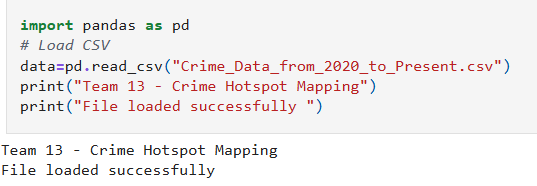 import pandas as pd
# Load CSV
data=pd.read_csv("Crime_Data_from_2020_to_Present.csv")
print("Team 13 - Crime Hotspot Mapping")
print("File loaded successfully ")
Team 13 - Crime Hotspot Mapping
File loaded successfully